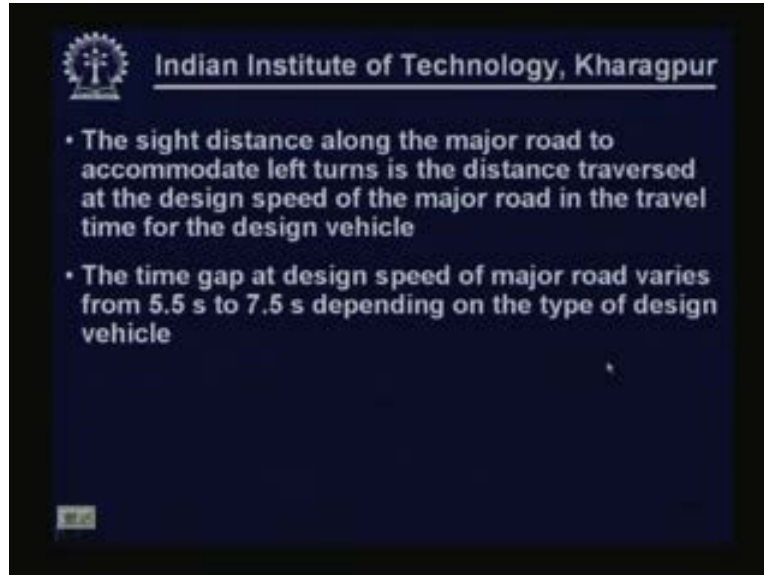 Indian Institute of Technology, Kharagpur
• The sight distance along the major road to
accommodate left turns is the distance traversed
at the design speed of the major road in the travel
time for the design vehicle
• The time gap at design speed of major road varies
from 5.5 s to 7.5 s depending on the type of design
vehicle